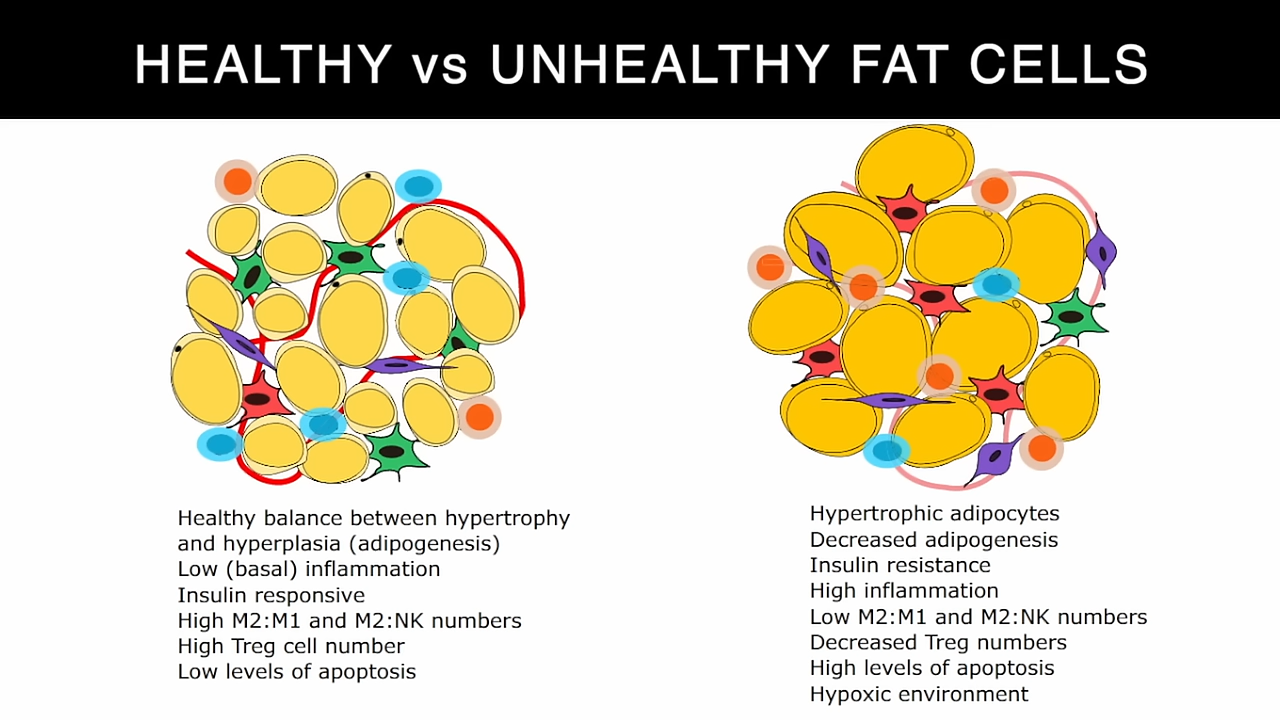 HEALTHY vs UNHEALTHY FAT CELLS
Healthy balance between hypertrophy
and hyperplasia (adipogenesis)
Low (basal) inflammation
Insulin responsive
High M2:M1 and M2:NK numbers
High Treg cell number
Low levels of apoptosis
Hypertrophic adipocytes
Decreased adipogenesis
Insulin resistance
High inflammation
Low M2:M1 and M2:NK numbers
Decreased Treg numbers
High levels of apoptosis
Hypoxic environment